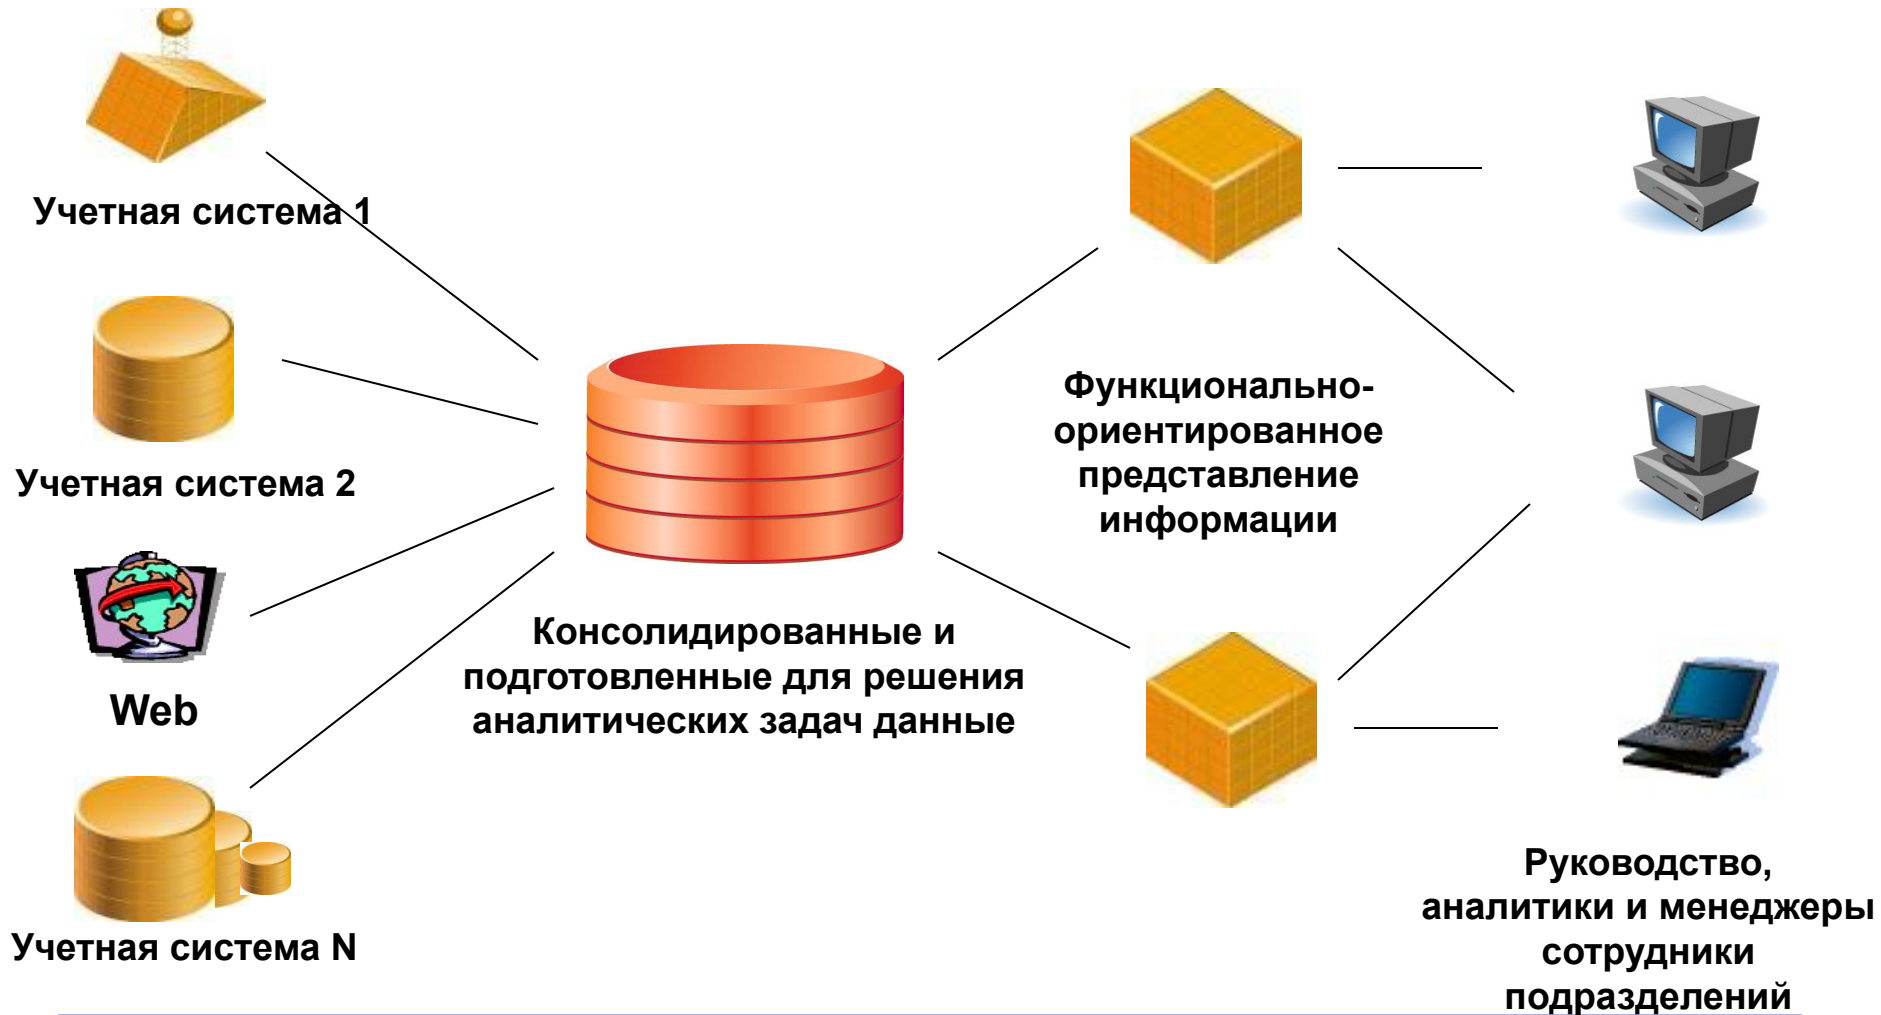 Учетная система 1
Учетная система 2
Web
Учетная система N
Консолидированные и
подготовленные для решения
аналитических задач данные
Функционально-
ориентированное
представление
информации
Руководство,
аналитики и менеджеры
сотрудники
подразделений